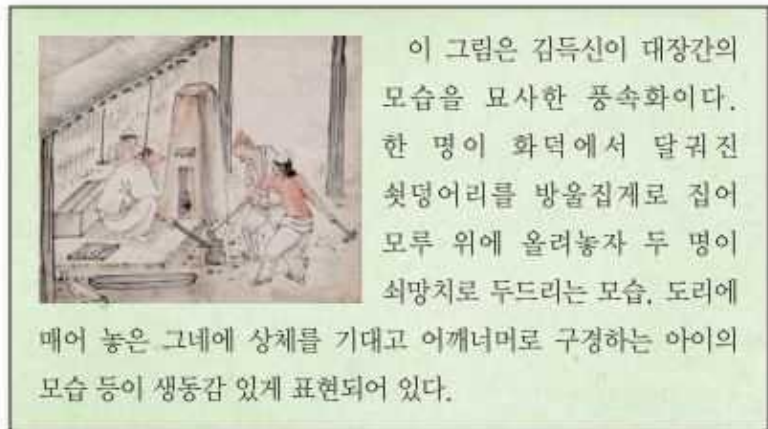 이 그림은 김득신이 대장간의
모습을 묘사한 풍속화이다.
한 명이 화덕에서 달궈진
쇳덩어리를 방울집게로 집어
모루 위에 올려놓자 두 명이
쇠망치로 두드리는 모습, 도리에
매어 놓은 그네에 상체를 기대고 어깨너머로 구경하는 아이의
모습 등이 생동감 있게 표현되어 있다.